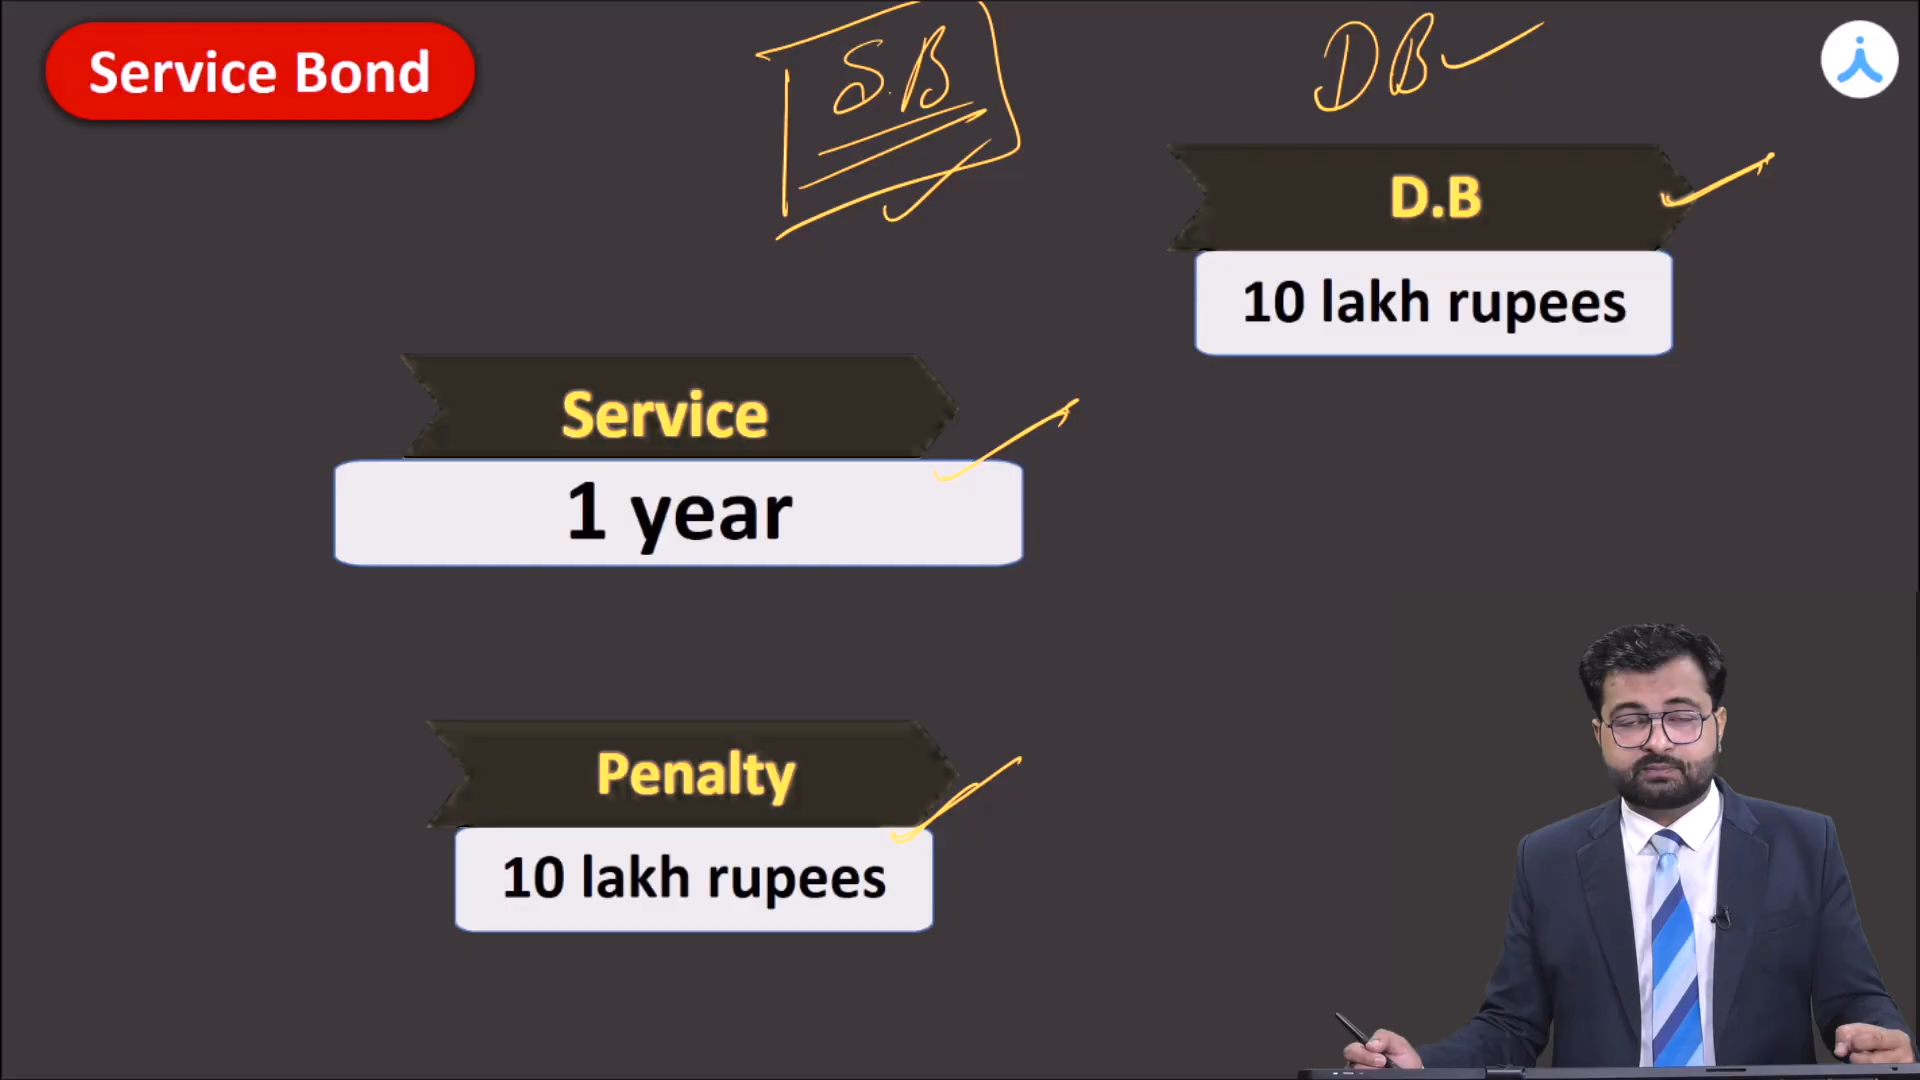 Service Bond
S.B
DB
D.B
10 lakh rupees
Service
1 year
Penalty
10 lakh rupees